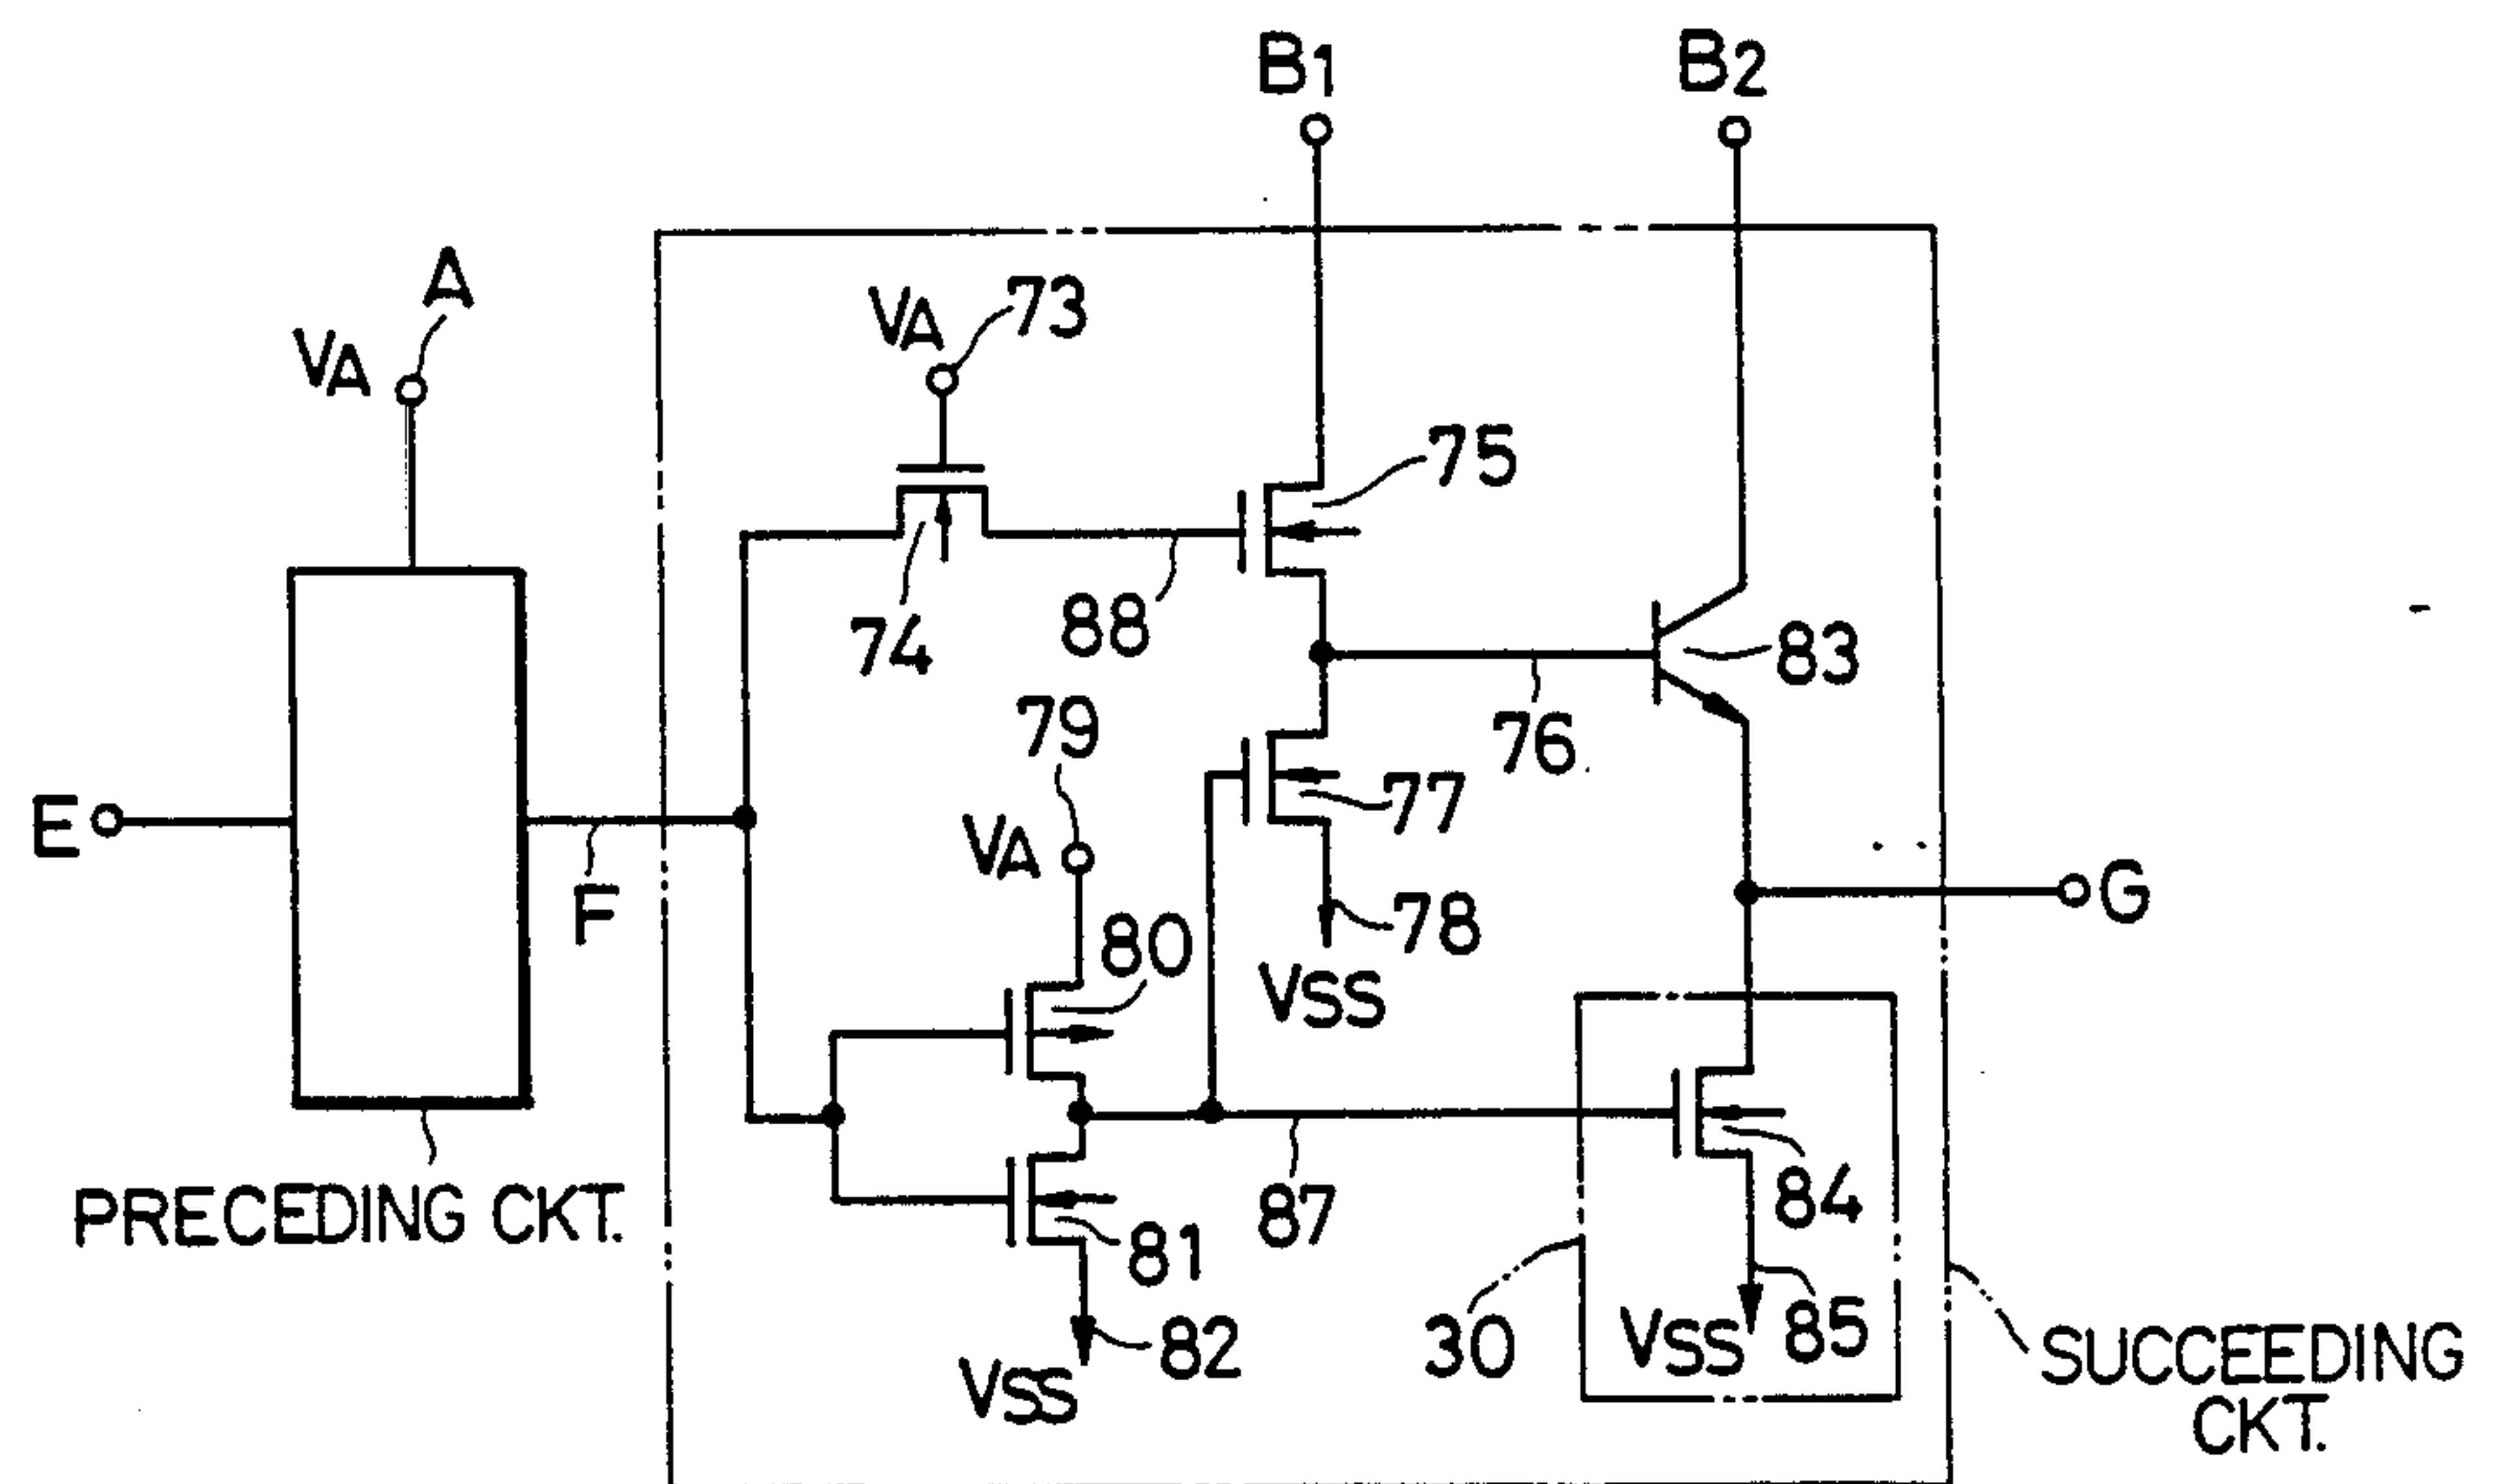 B1
B2
A
VA
VA
73
75
74
88
83
79
76
77
E
VA
F
80
78
G
VSS
84
PRECEDING CKT.
87
81
30
VSS
85
82
VSS
SUCCEEDING
CKT.